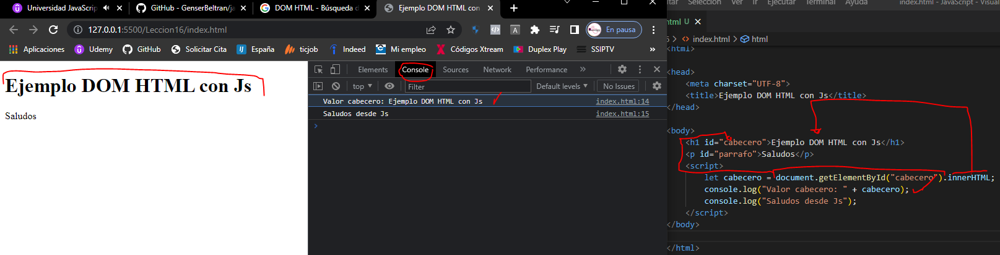 Universidad JavaScrip
GitHub - GenserBeltran/ja
DOM HTML - Búsqueda d
Ejemplo DOM HTML con
127.0.0.1:5500/Leccion16/index.html
A
En pausa
Aplicaciones
Udemy
GitHub
Solicitar Cita
España
ticjob
Indeed
Mi empleo
Códigos Xtream
Duplex Play
SSIPTV
»
Ejemplo DOM HTML con Js
Saludos
Elements
Console
Sources
Network
Performance
»
top
Filter
Default levels
No Issues
Valor cabecero: Ejemplo DOM HTML con Js
index.html:14
Saludos desde Js
index.html:15
>
Selección
Ver
Ir
Ejecutar
Terminal
Ayuda
index.html - JavaScript - Visual
html U
> index.html > html
<html>
<head>
<meta charset="UTF-8">
<title>Ejemplo DOM HTML con Js</title>
</head>
<body>
<h1 id="cabecero">Ejemplo DOM HTML con Js</h1>
<p id="parrafo">Saludos</p>
<script>
let cabecero = document.getElementById("cabecero").innerHTML;
console.log("Valor cabecero: " + cabecero);
console.log("Saludos desde Js");
</script>
</body>
</html>